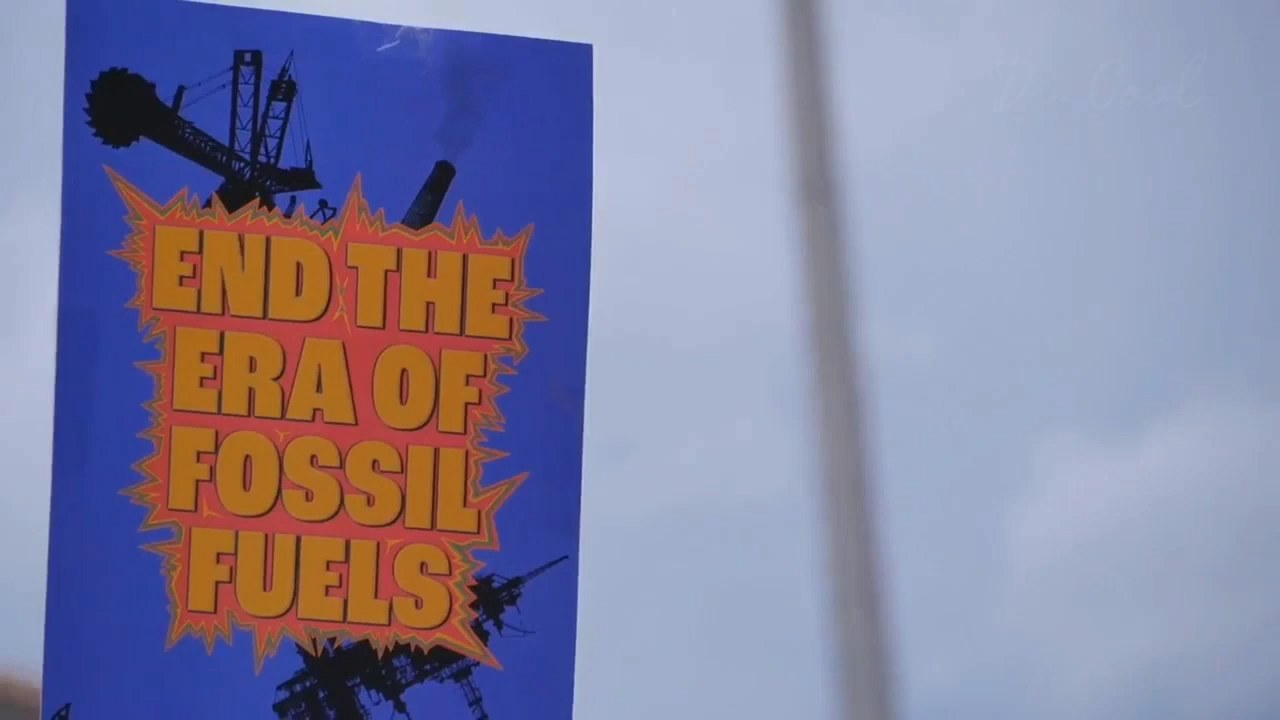 END THE
ERA OF
FOSSIL
FUELS